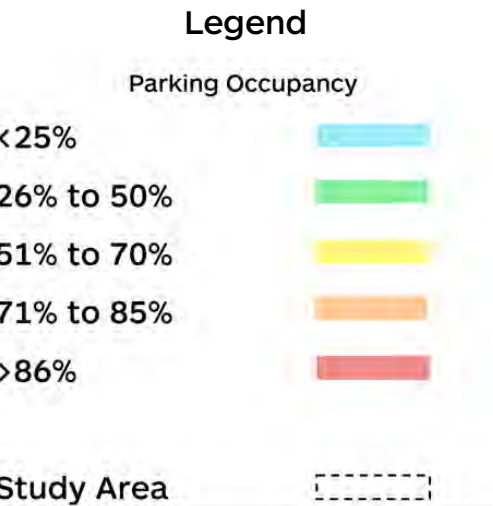 Legend
Parking Occupancy
<25%
26% to 50%
51% to 70%
71% to 85%
>86%
Study Area